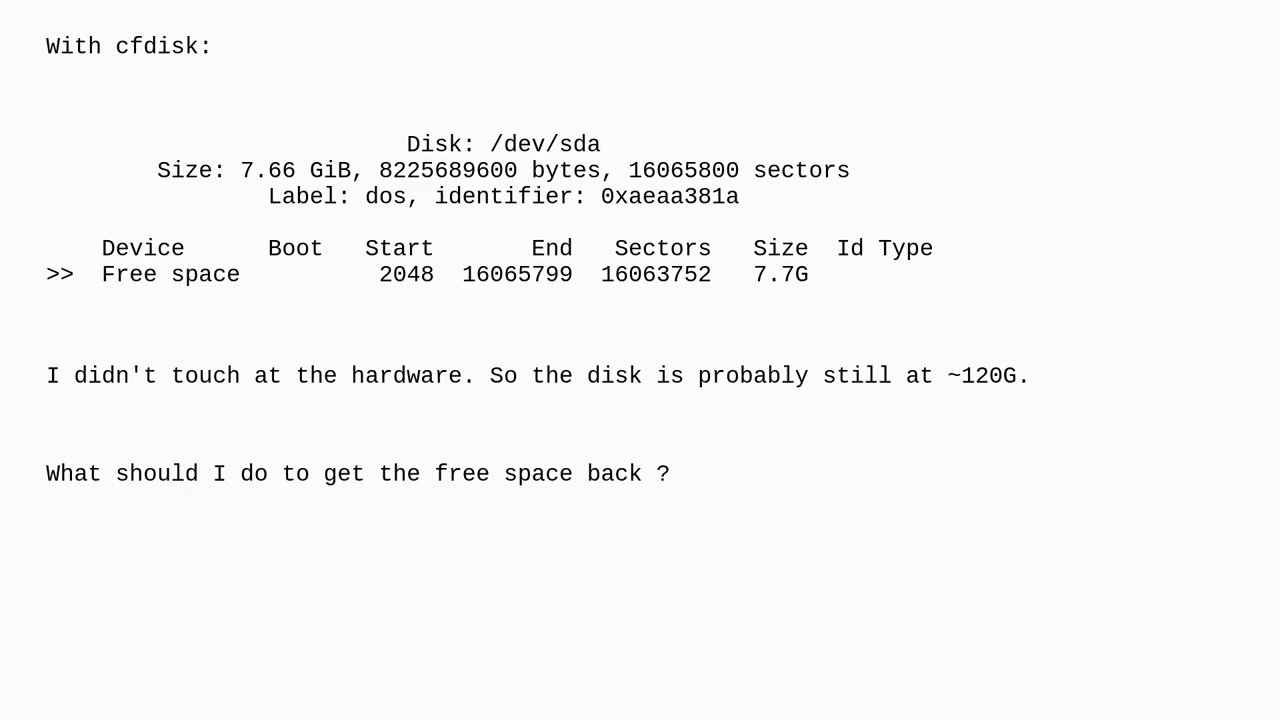 With cfdisk:
Disk: /dev/sda
Size: 7.66 GiB, 8225689600 bytes, 16065800 sectors
Label: dos, identifier: 0xaeaa381a
Device Boot Start End Sectors Size Id Type
>> Free space 2048 16065799 16063752 7.7G
I didn't touch at the hardware. So the disk is probably still at ~120G.
What should I do to get the free space back ?